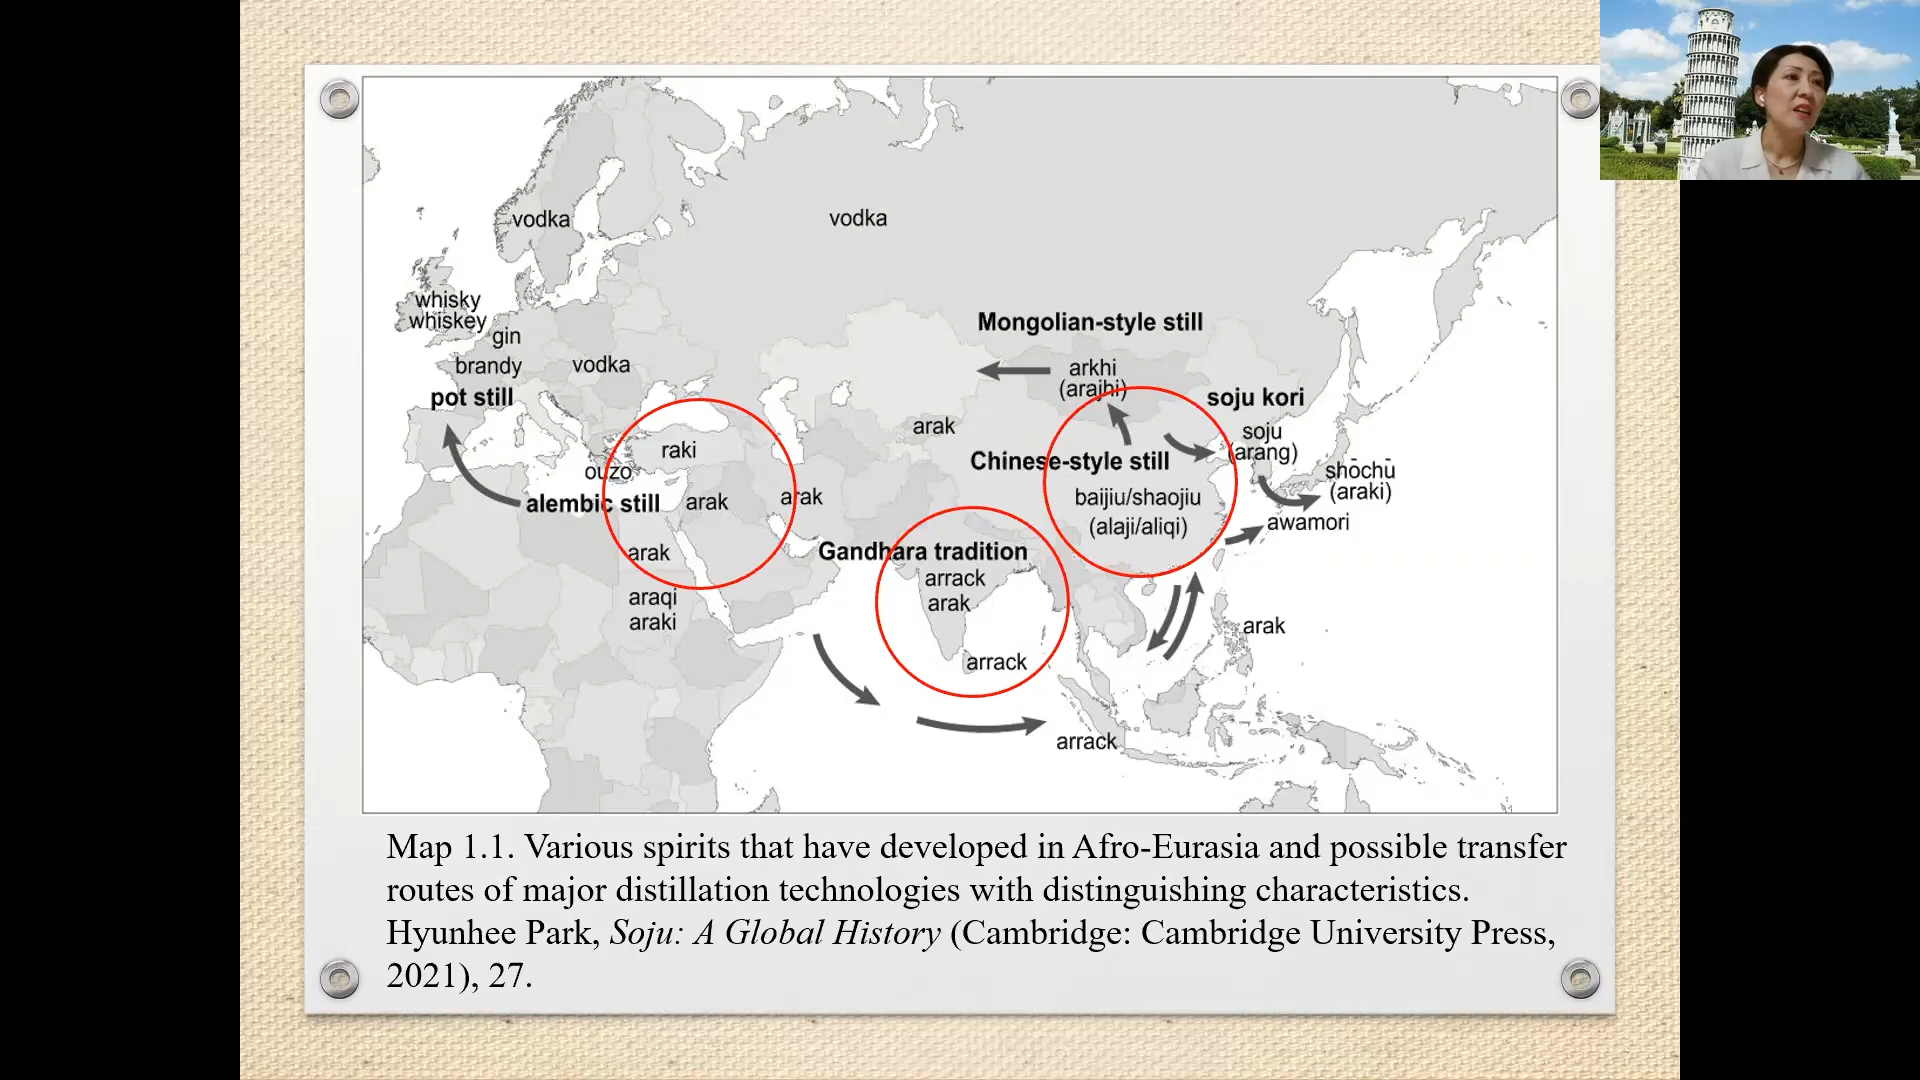 vodka
vodka
whisky
whiskey
gin
brandy
vodka
pot still
Mongolian-style still
arkhi
(arajhi)
soju kori
soju
(arang)
arak
raki
ouzo
Chinese-style still
shōchū
(araki)
alembic still
arak
arak
baijiu/shaojiu
(alaji/aliqi)
awamori
arak
Gandhara tradition
arrack
arak
araqi
araki
arak
arrack
arrack
Map 1.1. Various spirits that have developed in Afro-Eurasia and possible transfer
routes of major distillation technologies with distinguishing characteristics.
Hyunhee Park, Soju: A Global History (Cambridge: Cambridge University Press,
2021), 27.